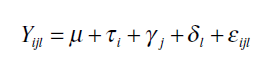 Y_{ijl} = μ + τ_i + γ_j + δ_l + ε_{ijl}